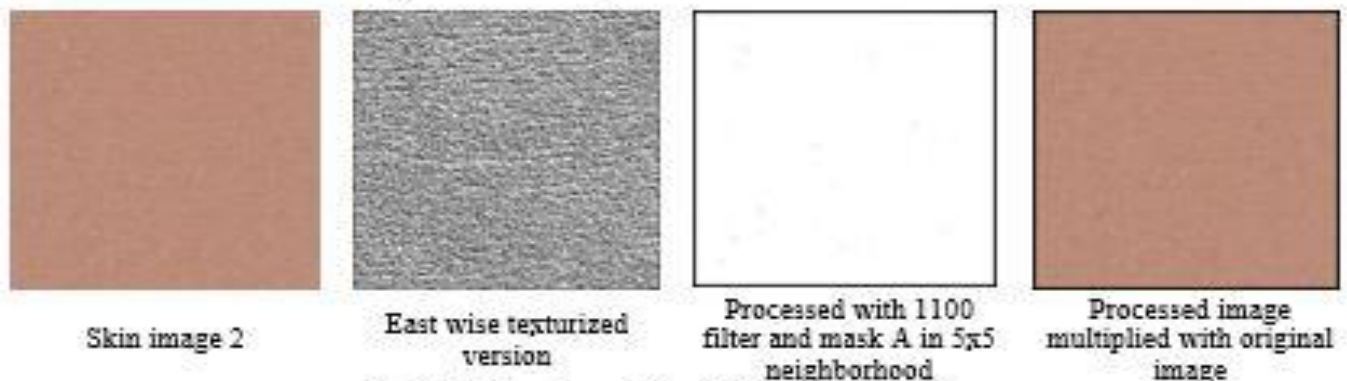 Skin image 2
East wise texturized
version
Processed with 1100
filter and mask A in 5x5
neighborhood
Processed image
multiplied with original
image